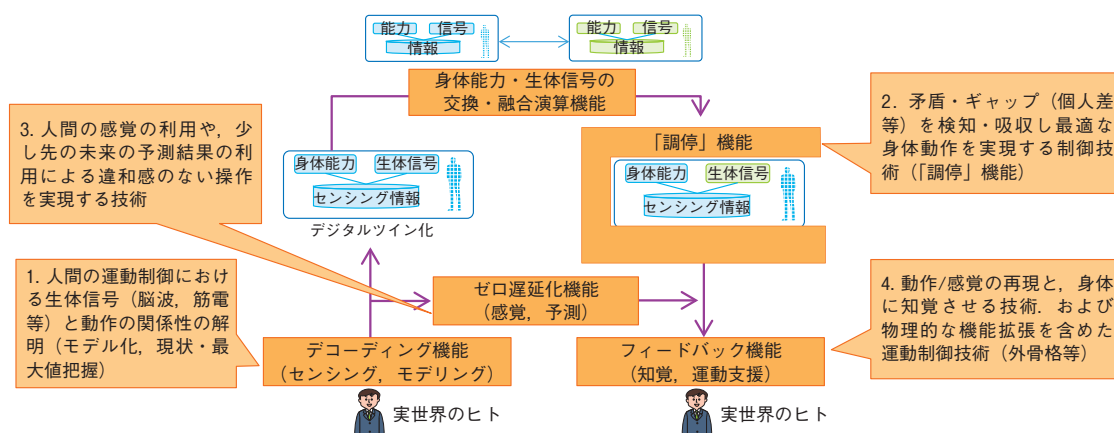 能力 信号
情報
能力 信号
情報
身体能力・生体信号の
交換・融合演算機能
3. 人間の感覚の利用や，少
し先の未来の予測結果の利
用による違和感のない操作
を実現する技術
2. 矛盾・ギャップ（個人差
等）を検知・吸収し最適な
身体動作を実現する制御技
術（「調停」機能）
「調停」機能
身体能力 生体信号
センシング情報
デジタルツイン化
身体能力 生体信号
センシング情報
1. 人間の運動制御におけ
る生体信号（脳波，筋電
等）と動作の関係性の解
明（モデル化，現状・最
大値把握）
ゼロ遅延化機能
（感覚，予測）
4. 動作/感覚の再現と，身体
に知覚させる技術．および
物理的な機能拡張を含めた
運動制御技術（外骨格等）
デコーディング機能
（センシング，モデリング）
フィードバック機能
（知覚，運動支援）
実世界のヒト
実世界のヒト